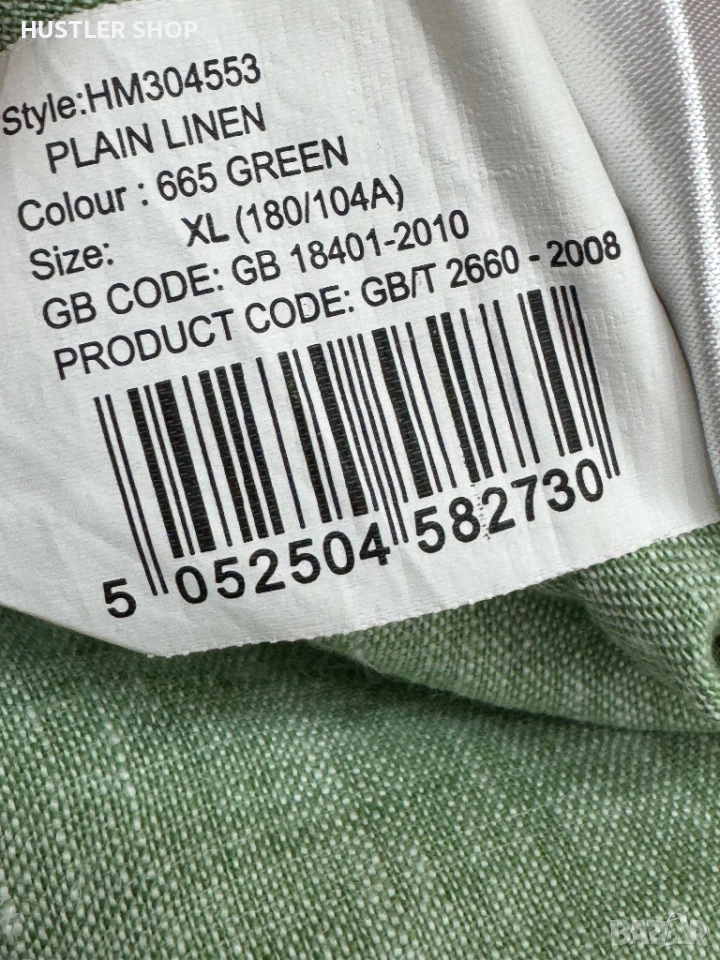 HUSTLER SHOP
Style:HM304553
PLAIN LINEN
Colour : 665 GREEN
Size: XL (180/104A)
GB CODE: GB 18401-2010
PRODUCT CODE: GB/T 2660 - 2008
5 052504 582730
BAZAR